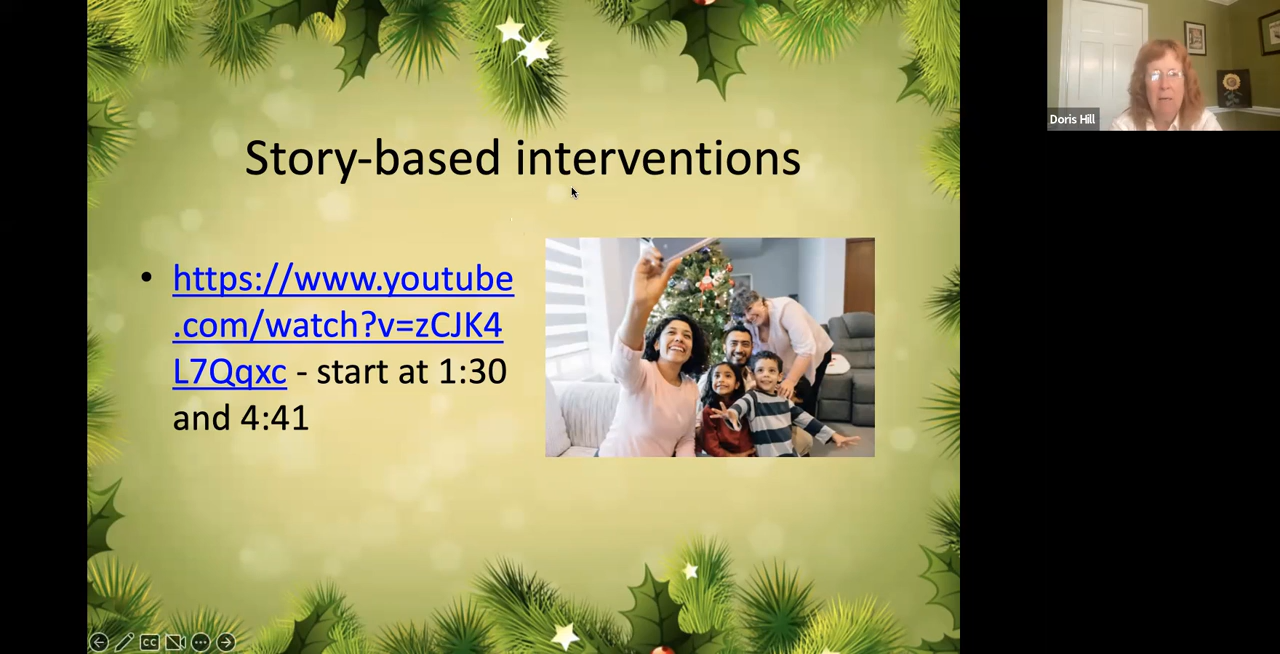 Story-based interventions
• https://www.youtube
.com/watch?v=zCJK4
L7Qqxc - start at 1:30
and 4:41
Doris Hill
CC